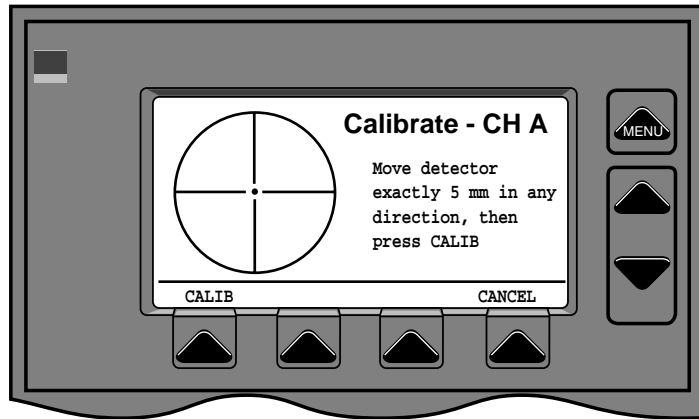 Calibrate - CH A
MENU
Move detector
exactly 5 mm in any
direction, then
press CALIB
CALIB
CANCEL